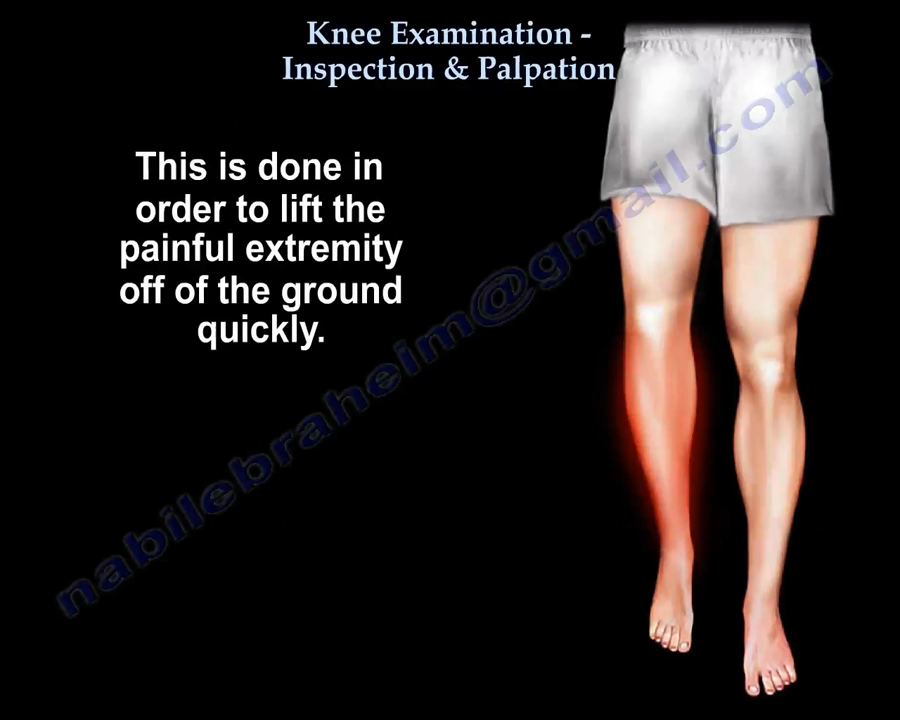 Knee Examination -
Inspection & Palpation
This is done in
order to lift the
painful extremity
off of the ground
quickly.
nabilebraheim@gmail.com